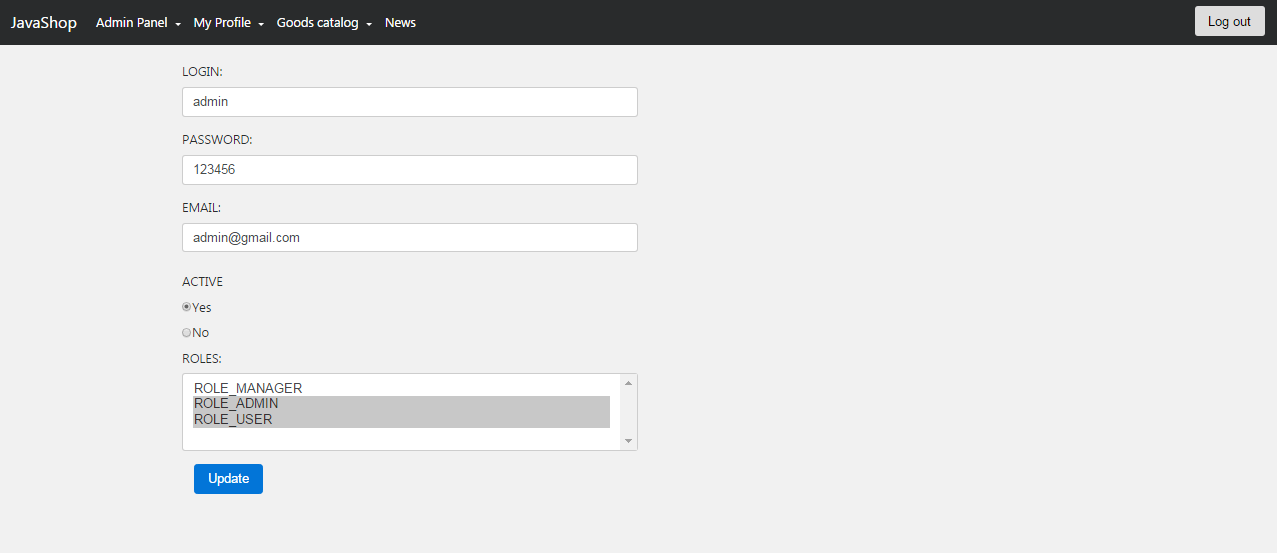 JavaShop Admin Panel My Profile Goods catalog News Log out
LOGIN:
admin
PASSWORD:
123456
EMAIL:
admin@gmail.com
ACTIVE
Yes
No
ROLES:
ROLE_MANAGER
ROLE_ADMIN
ROLE_USER
Update